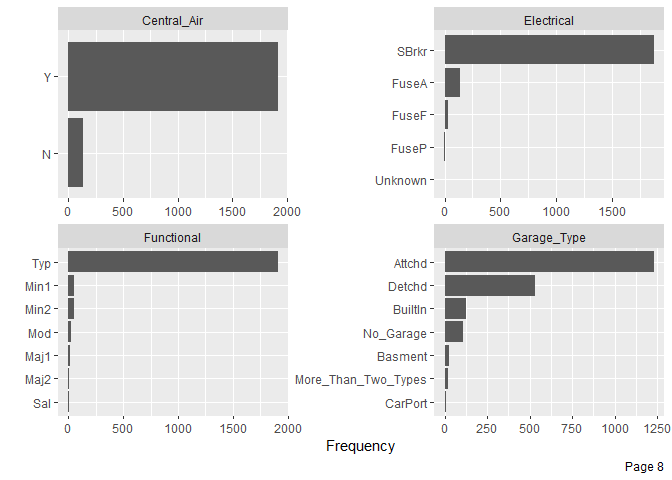 Central_Air
Y
N
0 500 1000 1500 2000
Electrical
SBrkr
FuseA
FuseF
FuseP
Unknown
0 500 1000 1500
Functional
Typ
Min1
Min2
Mod
Maj1
Maj2
Sal
0 500 1000 1500 2000
Garage_Type
Attchd
Detchd
BuiltIn
No_Garage
Basment
More_Than_Two_Types
CarPort
0 250 500 750 1000 1250
Frequency
Page 8